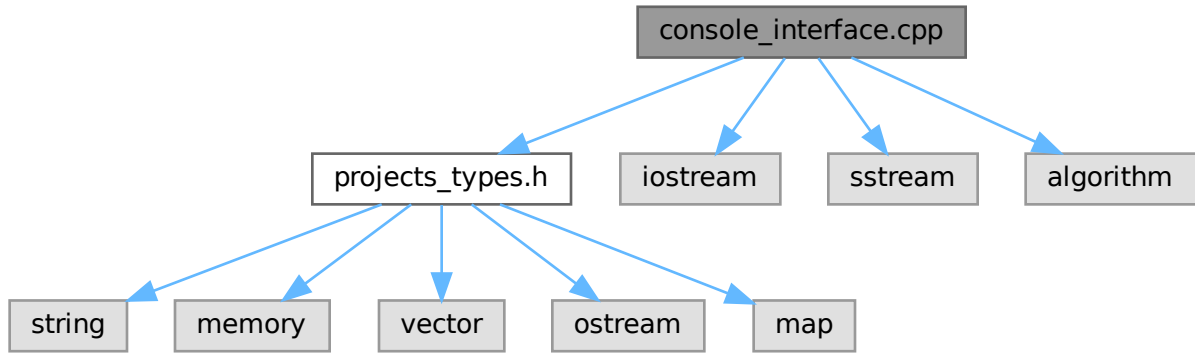 console_interface.cpp
projects_types.h
iostream
sstream
algorithm
string
memory
vector
ostream
map